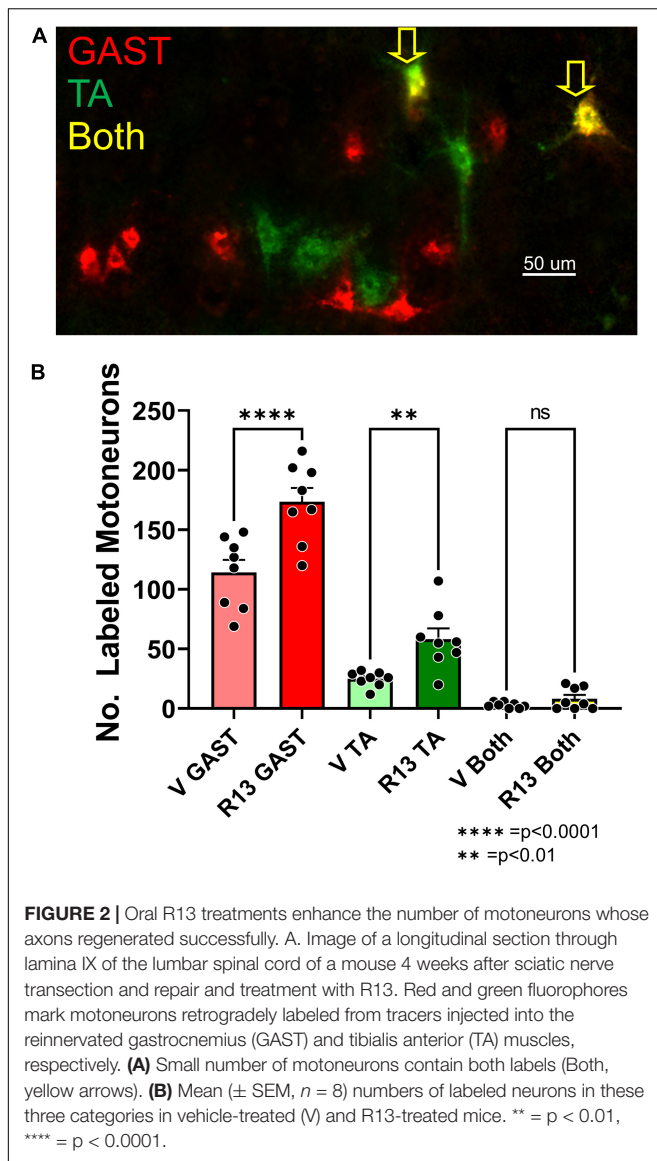 A
GAST
TA
Both
50 um
B
No. Labeled Motoneurons
250
200
150
100
50
0
**** ** ns
V GAST
R13 GAST
V TA
R13 TA
V Both
R13 Both
**** =p<0.0001
** =p<0.01
FIGURE 2 | Oral R13 treatments enhance the number of motoneurons whose
axons regenerated successfully. A. Image of a longitudinal section through
lamina IX of the lumbar spinal cord of a mouse 4 weeks after sciatic nerve
transection and repair and treatment with R13. Red and green fluorophores
mark motoneurons retrogradely labeled from tracers injected into the
reinnervated gastrocnemius (GAST) and tibialis anterior (TA) muscles,
respectively. (A) Small number of motoneurons contain both labels (Both,
yellow arrows). (B) Mean (± SEM, n = 8) numbers of labeled neurons in these
three categories in vehicle-treated (V) and R13-treated mice. ** = p < 0.01,
**** = p < 0.0001.